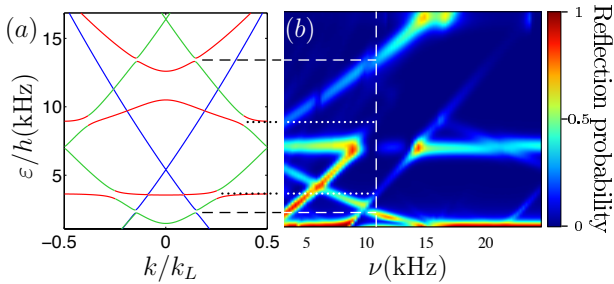 (a)
ε/h(kHz)
15
10
5
-0.5
0
0.5
k/k_L
(b)
5
10
15
20
ν(kHz)
1
0.5
0
Reflection probability